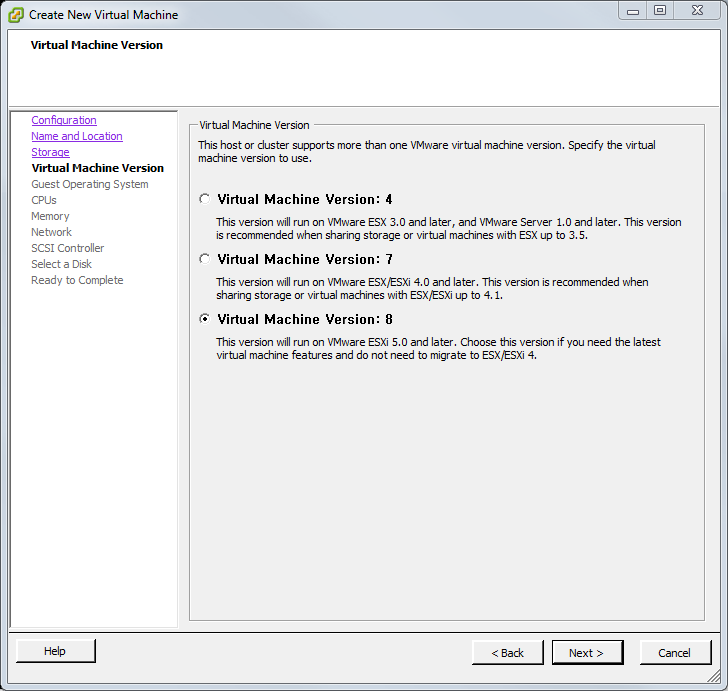 Create New Virtual Machine
Virtual Machine Version
Configuration
Name and Location
Storage
Virtual Machine Version
Guest Operating System
CPUs
Memory
Network
SCSI Controller
Select a Disk
Ready to Complete
Virtual Machine Version
This host or cluster supports more than one VMware virtual machine version. Specify the virtual
machine version to use.
Virtual Machine Version: 4
This version will run on VMware ESX 3.0 and later, and VMware Server 1.0 and later. This version
is recommended when sharing storage or virtual machines with ESX up to 3.5.
Virtual Machine Version: 7
This version will run on VMware ESX/ESXi 4.0 and later. This version is recommended when
sharing storage or virtual machines with ESX/ESXi up to 4.1.
Virtual Machine Version: 8
This version will run on VMware ESXi 5.0 and later. Choose this version if you need the latest
virtual machine features and do not need to migrate to ESX/ESXi 4.
Help
< Back
Next >
Cancel